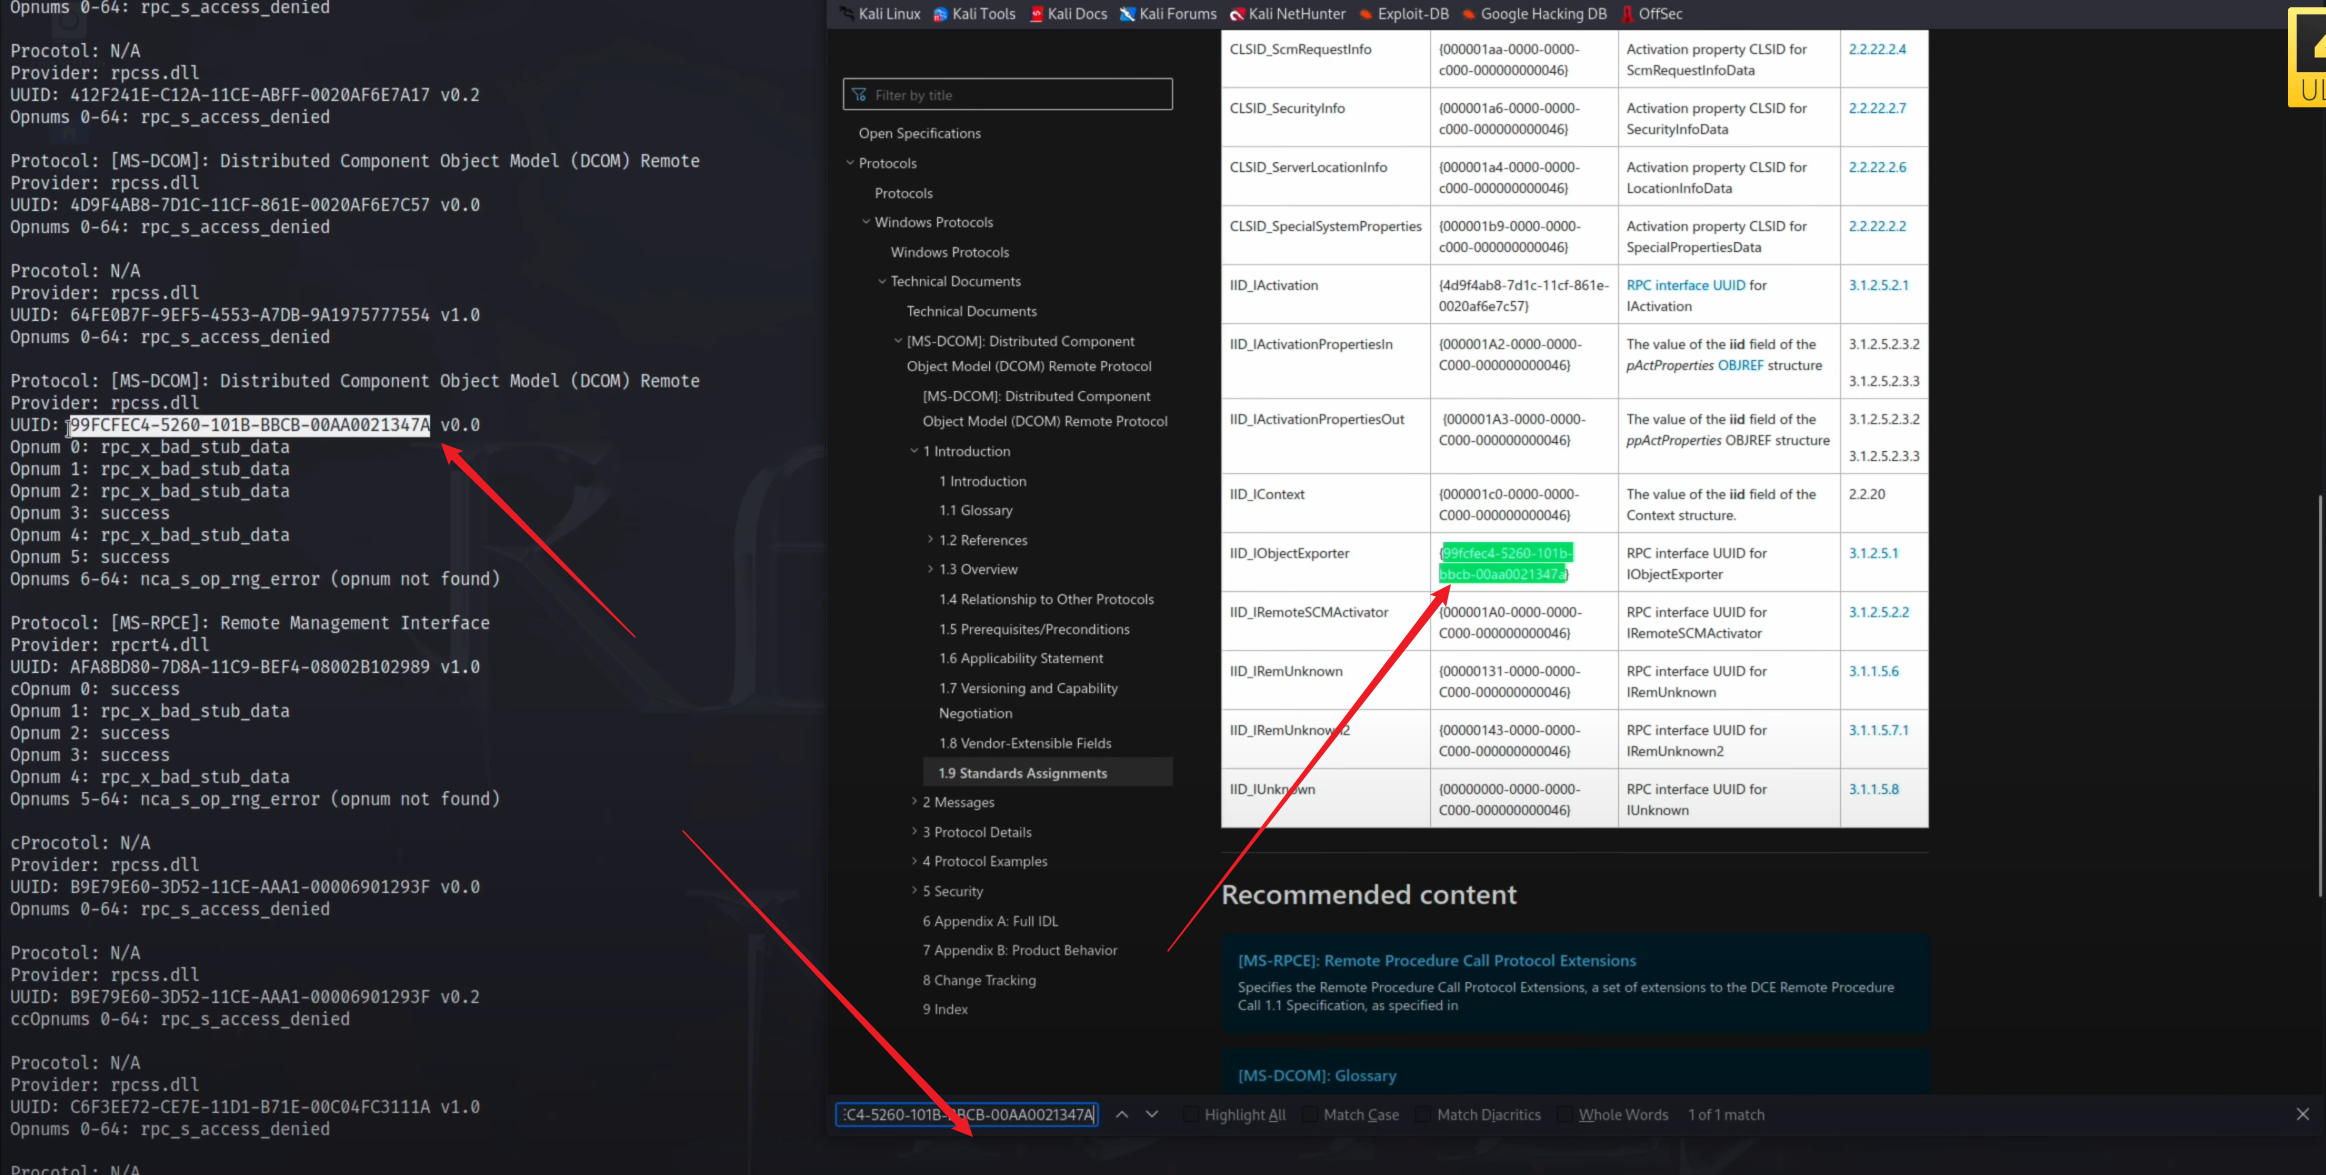 Opnums 0-64: rpc_s_access_denied
Procotol: N/A
Provider: rpcss.dll
UUID: 412F241E-C12A-11CE-ABFF-0020AF6E7A17 v0.2
Opnums 0-64: rpc_s_access_denied
Protocol: [MS-DCOM]: Distributed Component Object Model (DCOM) Remote
Provider: rpcss.dll
UUID: 4D9F4AB8-7D1C-11CF-861E-0020AF6E7C57 v0.0
Opnums 0-64: rpc_s_access_denied
Procotol: N/A
Provider: rpcss.dll
UUID: 64FE0B7F-9EF5-4553-A7DB-9A1975777554 v1.0
Opnums 0-64: rpc_s_access_denied
Protocol: [MS-DCOM]: Distributed Component Object Model (DCOM) Remote
Provider: rpcss.dll
UUID: 99FCFEC4-5260-101B-BBCB-00AA0021347A v0.0
Opnum 0: rpc_x_bad_stub_data
Opnum 1: rpc_x_bad_stub_data
Opnum 2: rpc_x_bad_stub_data
Opnum 3: success
Opnum 4: rpc_x_bad_stub_data
Opnum 5: success
Opnums 6-64: nca_s_op_rng_error (opnum not found)
Protocol: [MS-RPCE]: Remote Management Interface
Provider: rpcrt4.dll
UUID: AFA8BD80-7D8A-11C9-BEF4-08002B102989 v1.0
cOpnum 0: success
Opnum 1: rpc_x_bad_stub_data
Opnum 2: success
Opnum 3: success
Opnum 4: rpc_x_bad_stub_data
Opnums 5-64: nca_s_op_rng_error (opnum not found)
cProcotol: N/A
Provider: rpcss.dll
UUID: B9E79E60-3D52-11CE-AAA1-00006901293F v0.0
Opnums 0-64: rpc_s_access_denied
Procotol: N/A
Provider: rpcss.dll
UUID: B9E79E60-3D52-11CE-AAA1-00006901293F v0.2
ccOpnums 0-64: rpc_s_access_denied
Procotol: N/A
Provider: rpcss.dll
UUID: C6F3EE72-CE7E-11D1-B71E-00C04FC3111A v1.0
Opnums 0-64: rpc_s_access_denied
Procotol: N/A
Kali Linux Kali Tools Kali Docs Kali Forums Kali NetHunter Exploit-DB Google Hacking DB OffSec
Filter by title
Open Specifications
Protocols
Protocols
Windows Protocols
Windows Protocols
Technical Documents
Technical Documents
[MS-DCOM]: Distributed Component
Object Model (DCOM) Remote Protocol
[MS-DCOM]: Distributed Component
Object Model (DCOM) Remote Protocol
1 Introduction
1 Introduction
1.1 Glossary
1.2 References
1.3 Overview
1.4 Relationship to Other Protocols
1.5 Prerequisites/Preconditions
1.6 Applicability Statement
1.7 Versioning and Capability
Negotiation
1.8 Vendor-Extensible Fields
1.9 Standards Assignments
2 Messages
3 Protocol Details
4 Protocol Examples
5 Security
6 Appendix A: Full IDL
7 Appendix B: Product Behavior
8 Change Tracking
9 Index
CLSID_ScmRequestInfo {000001aa-0000-0000- Activation property CLSID for 2.2.22.2.4
c000-000000000046} ScmRequestInfoData
CLSID_SecurityInfo {000001a6-0000-0000- Activation property CLSID for 2.2.22.2.7
c000-000000000046} SecurityInfoData
CLSID_ServerLocationInfo {000001a4-0000-0000- Activation property CLSID for 2.2.22.2.6
c000-000000000046} LocationInfoData
CLSID_SpecialSystemProperties {000001b9-0000-0000- Activation property CLSID for 2.2.22.2.2
c000-000000000046} SpecialPropertiesData
IID_IActivation {4d9f4ab8-7d1c-11cf-861e- RPC interface UUID for 3.1.2.5.2.1
0020af6e7c57} IActivation
IID_IActivationPropertiesIn {000001A2-0000-0000- The value of the iid field of the 3.1.2.5.2.3.2
C000-000000000046} pActProperties OBJREF structure
3.1.2.5.2.3.3
IID_IActivationPropertiesOut {000001A3-0000-0000- The value of the iid field of the 3.1.2.5.2.3.2
C000-000000000046} ppActProperties OBJREF structure
3.1.2.5.2.3.3
IID_IContext {000001c0-0000-0000- The value of the iid field of the 2.2.20
C000-000000000046} Context structure.
IID_IObjectExporter {99fcfec4-5260-101b- RPC interface UUID for 3.1.2.5.1
bbcb-00aa0021347a} IObjectExporter
IID_IRemoteSCMActivator {000001A0-0000-0000- RPC interface UUID for 3.1.2.5.2.2
C000-000000000046} IRemoteSCMActivator
IID_IRemUnknown {00000131-0000-0000- RPC interface UUID for 3.1.1.5.6
C000-000000000046} IRemUnknown
IID_IRemUnknown2 {00000143-0000-0000- RPC interface UUID for 3.1.1.5.7.1
C000-000000000046} IRemUnknown2
IID_IUnknown {00000000-0000-0000- RPC interface UUID for 3.1.1.5.8
C000-000000000046} IUnknown
Recommended content
[MS-RPCE]: Remote Procedure Call Protocol Extensions
Specifies the Remote Procedure Call Protocol Extensions, a set of extensions to the DCE Remote Procedure
Call 1.1 Specification, as specified in
[MS-DCOM]: Glossary
C4-5260-101B-BBCB-00AA0021347A Highlight All Match Case Match Diacritics Whole Words 1 of 1 match